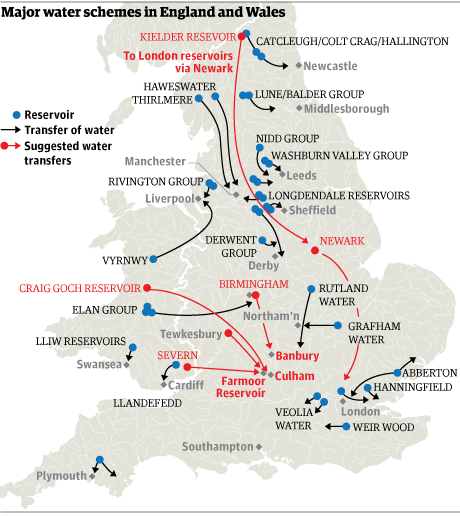 Major water schemes in England and Wales
KIELDER RESEVOIR
CATCLEUGH/COLT CRAG/HALLINGTON
To London reservoirs
via Newark
Newcastle
HAWESWATER
THIRLMERE
LUNE/BALDER GROUP
Middlesborough
Reservoir
Transfer of water
Suggested water
transfers
NIDD GROUP
WASHBURN VALLEY GROUP
Manchester
Leeds
RIVINGTON GROUP
Liverpool
LONGDENDALE RESERVOIRS
Sheffield
DERWENT
GROUP
NEWARK
VYRNWY
Derby
CRAIG GOCH RESERVOIR
BIRMINGHAM
RUTLAND
WATER
ELAN GROUP
Northam'n
GRAFHAM
WATER
Tewkesbury
LLIW RESERVOIRS
Swansea
SEVERN
Banbury
Cardiff
Farmoor
Reservoir
Culham
ABBERTON
HANNINGFIELD
LLANDEFEDD
London
VEOLIA
WATER
WEIR WOOD
Southampton
Plymouth